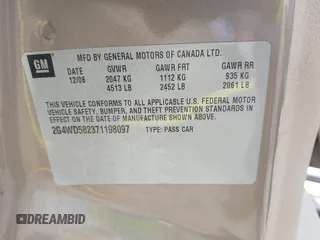 GM
MFD BY GENERAL MOTORS OF CANADA LTD.
DATE GVWR GAWR FRT GAWR RR
12/06 2047 KG 1112 KG 935 KG
4513 LB 2452 LB 2061 LB
THIS VEHICLE CONFORMS TO ALL APPLICABLE U.S. FEDERAL MOTOR
VEHICLE SAFETY, BUMPER, AND THEFT PREVENTION STANDARDS IN
EFFECT ON THE DATE OF MANUFACTURE SHOWN ABOVE.
2G4WD582371198097 TYPE: PASS CAR
DREAMBID